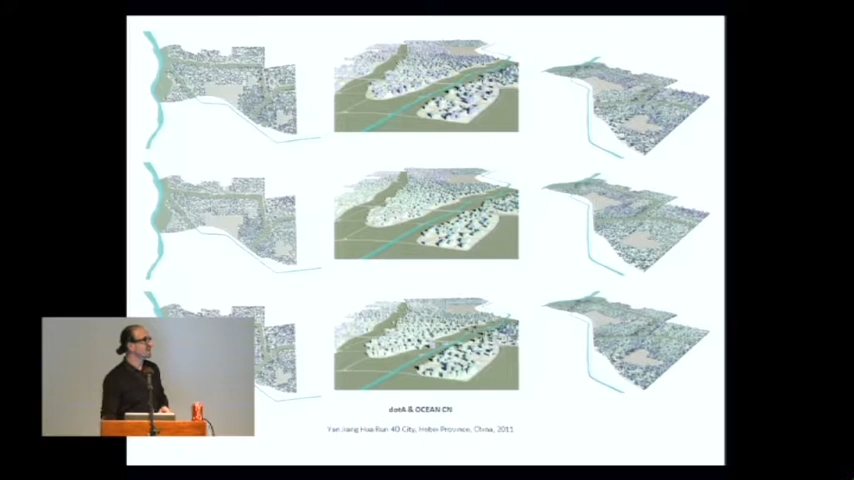 dotA & OCEAN CN
Yan Jiang Hua Run 4D City, Hebei Province, China, 2011